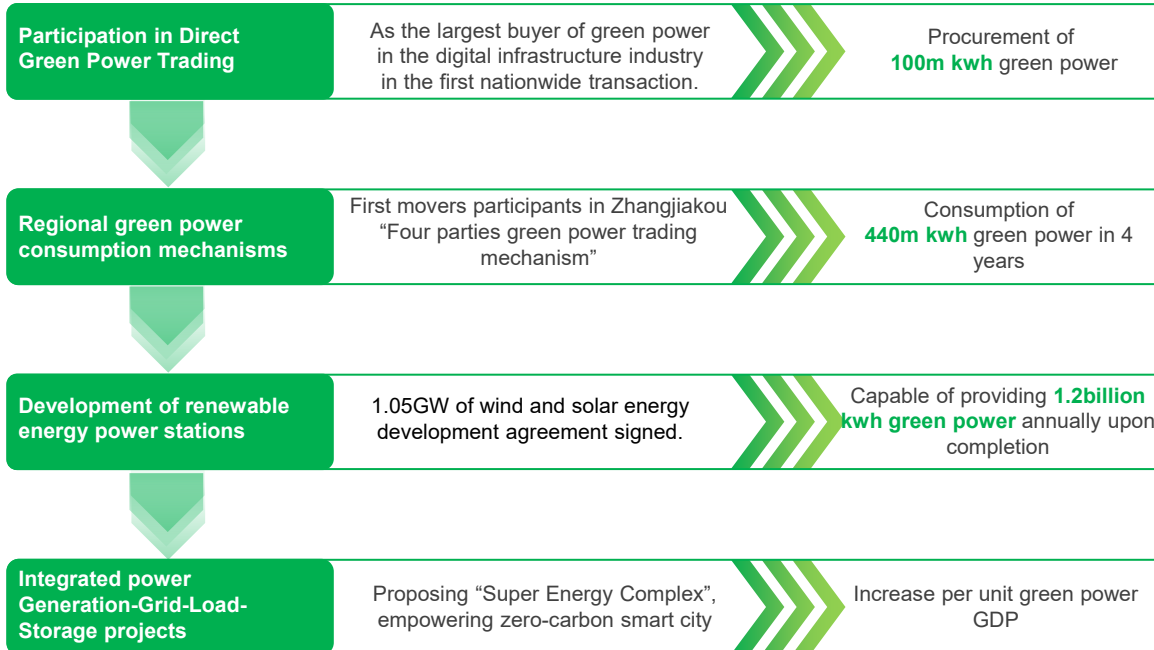 Participation in Direct
Green Power Trading
As the largest buyer of green power
in the digital infrastructure industry
in the first nationwide transaction.
Procurement of
100m kwh green power
Regional green power
consumption mechanisms
First movers participants in Zhangjiakou
“Four parties green power trading
mechanism”
Consumption of
440m kwh green power in 4
years
Development of renewable
energy power stations
1.05GW of wind and solar energy
development agreement signed.
Capable of providing 1.2billion
kwh green power annually upon
completion
Integrated power
Generation-Grid-Load-
Storage projects
Proposing “Super Energy Complex”,
empowering zero-carbon smart city
Increase per unit green power
GDP